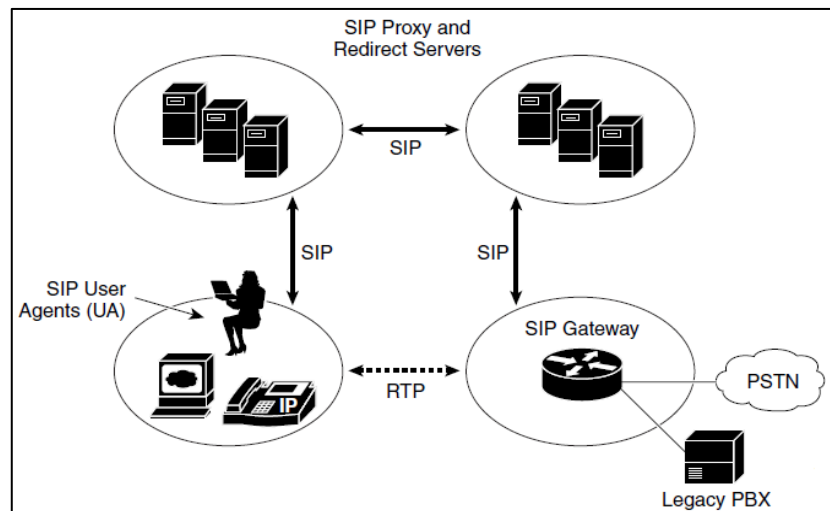 SIP Proxy and
Redirect Servers
SIP
SIP
SIP
SIP User
Agents (UA)
SIP Gateway
IP
RTP
PSTN
Legacy PBX